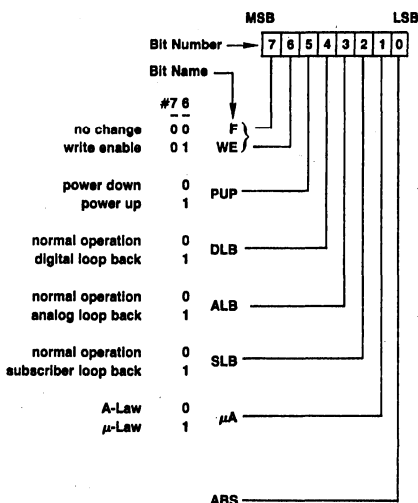 MSB LSB
Bit Number 7 6 5 4 3 2 1 0
Bit Name
#7 6
no change 0 0 F
write enable 0 1 WE
power down 0
PUP
power up 1
normal operation 0
DLB
digital loop back 1
normal operation 0
ALB
analog loop back 1
normal operation 0
SLB
subscriber loop back 1
A-Law 0
μA
μ-Law 1
ABS